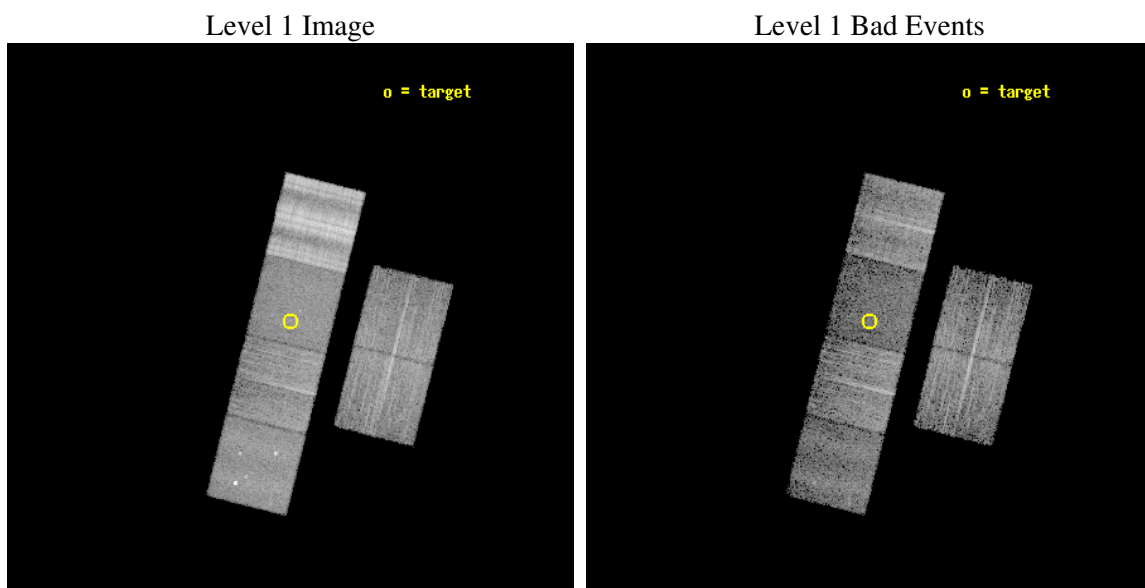 Level 1 Image
Level 1 Bad Events
o = target
o = target